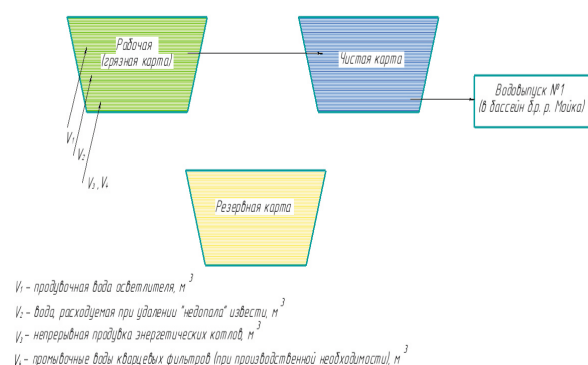 Рабочая
(грязная карта)
Чистая карта
Водовыпуск №1
(в бассейн б.р. р. Мойка)
V₁
V₂
V₃ , V₄
Резервная карта
V₁ – продувочная вода осветлителя, м³
V₂ – вода, расходуемая при удалении "недопала" извести, м³
V₃ – непрерывная продувка энергетических котлов, м³
V₄ – промывочные воды кварцевых фильтров (при производственной необходимости), м³